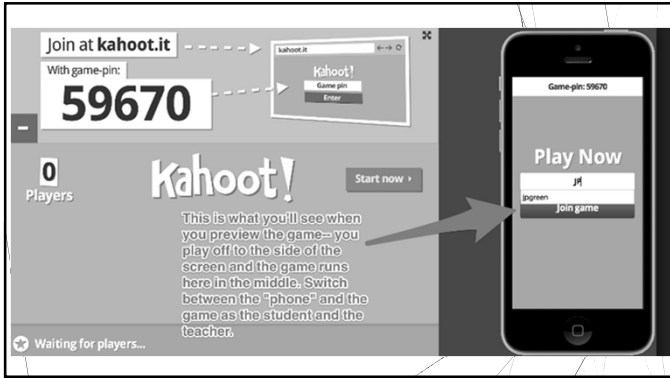 Join at kahoot.it
With game-pin:
59670
kahoot.it
Kahoot!
Game pin
Enter
0
Players
Kahoot!
Start now
This is what you'll see when
you preview the game-- you
play off to the side of the
screen and the game runs
here in the middle. Switch
between the "phone" and the
game as the student and the
teacher.
Waiting for players...
Game-pin: 59670
Play Now
JP
jpgreen
Join game